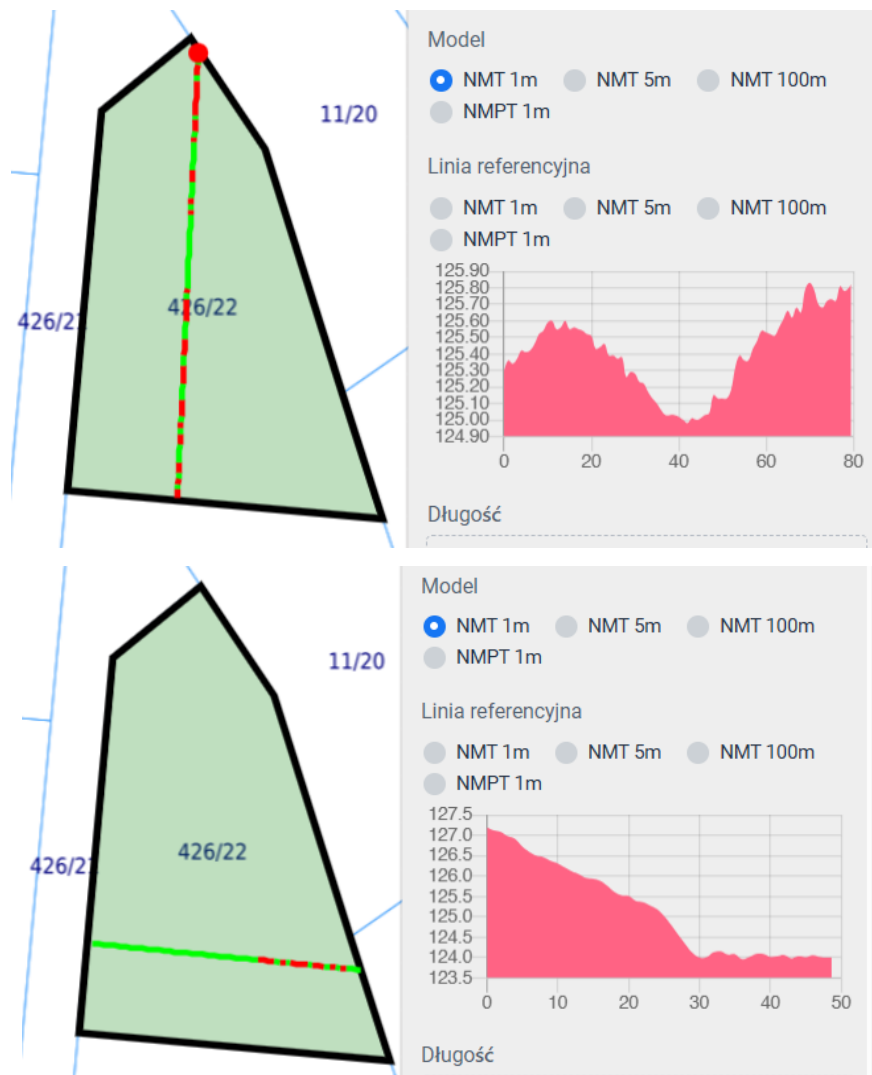 11/20
426/22
426/2
Model
NMT 1m NMT 5m NMT 100m
NMPT 1m
Linia referencyjna
NMT 1m NMT 5m NMT 100m
NMPT 1m
125.90
125.80
125.70
125.60
125.50
125.40
125.30
125.20
125.10
125.00
124.90
0 20 40 60 80
Długość
11/20
426/22
426/2
Model
NMT 1m NMT 5m NMT 100m
NMPT 1m
Linia referencyjna
NMT 1m NMT 5m NMT 100m
NMPT 1m
127.5
127.0
126.5
126.0
125.5
125.0
124.5
124.0
123.5
0 10 20 30 40 50
Długość